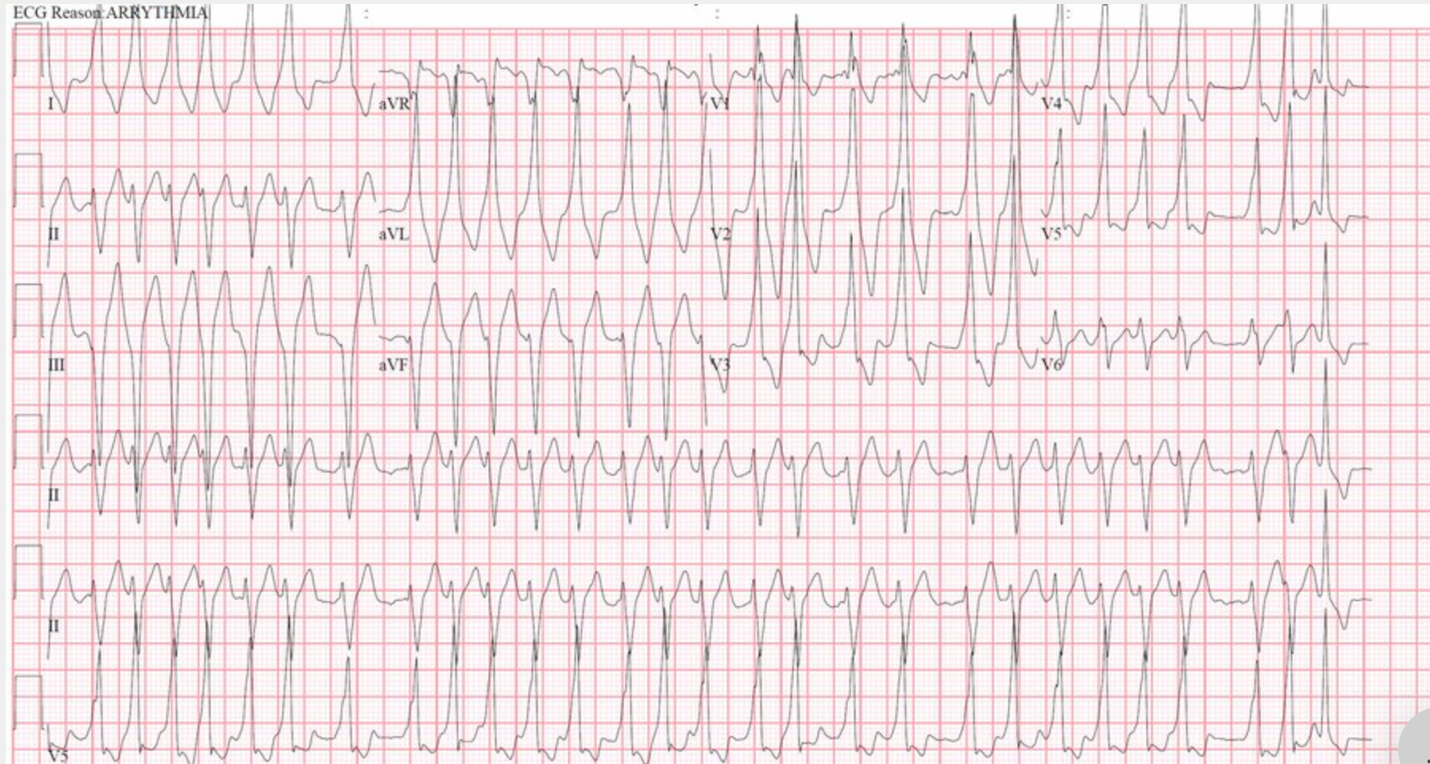 ECG Reason:ARRYTHMIA
I aVR V1 V4
II aVL V2 V5
III aVF V3 V6
II
II
V5